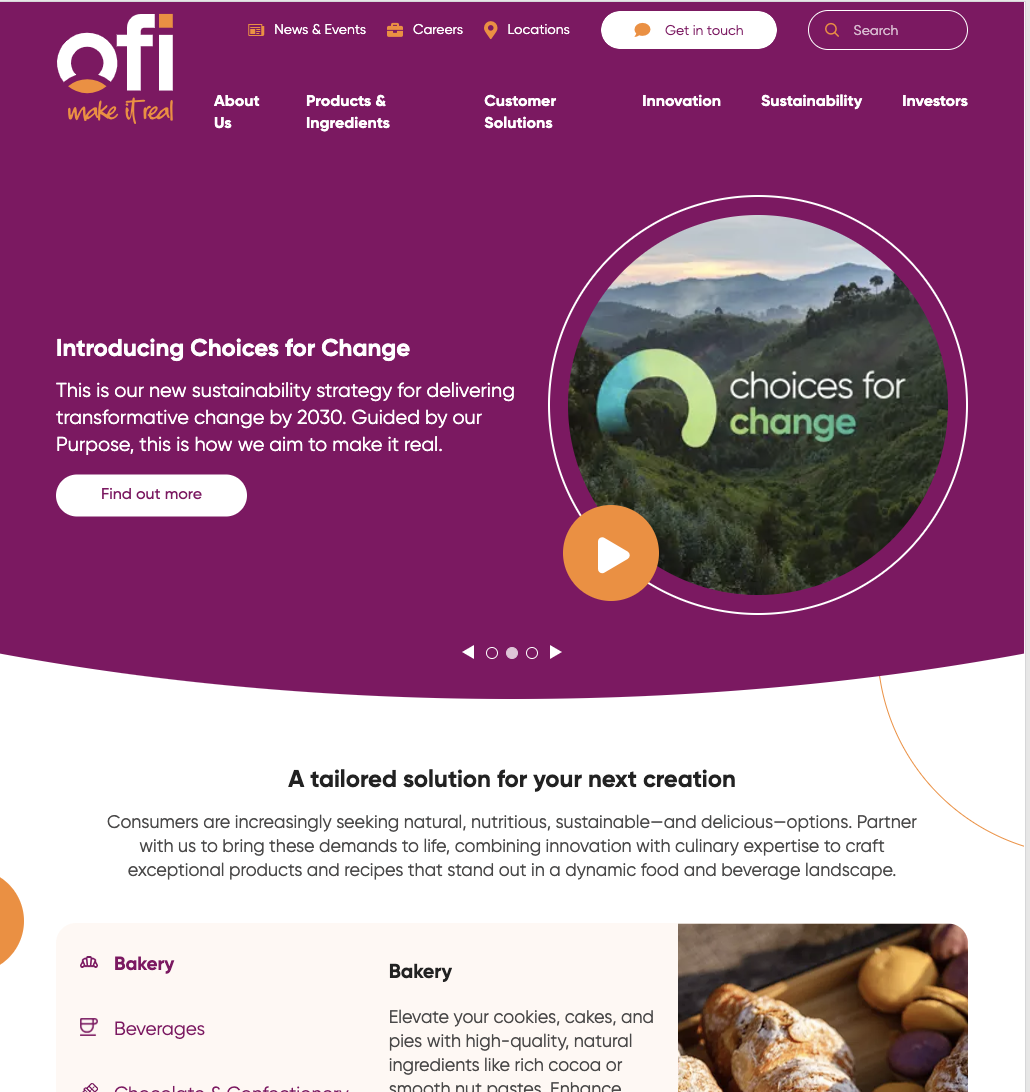 ofi
make it real
News & Events
Careers
Locations
Get in touch
Search
About
Us
Products &
Ingredients
Customer
Solutions
Innovation
Sustainability
Investors
Introducing Choices for Change
This is our new sustainability strategy for delivering
transformative change by 2030. Guided by our
Purpose, this is how we aim to make it real.
Find out more
choices for
change
A tailored solution for your next creation
Consumers are increasingly seeking natural, nutritious, sustainable—and delicious—options. Partner
with us to bring these demands to life, combining innovation with culinary expertise to craft
exceptional products and recipes that stand out in a dynamic food and beverage landscape.
Bakery
Beverages
Chocolate & Confectionery
Bakery
Elevate your cookies, cakes, and
pies with high-quality, natural
ingredients like rich cocoa or
smooth nut pastes. Enhance